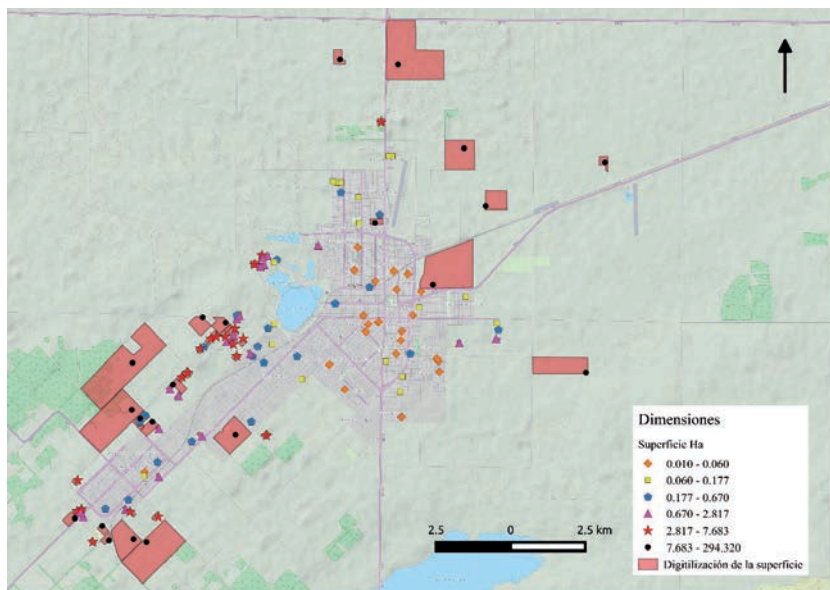 Dimensiones
Superficie Ha
0.010 - 0.060
0.060 - 0.177
0.177 - 0.670
0.670 - 2.817
2.817 - 7.683
7.683 - 294.320
Digitilización de la superficie
2.5 0 2.5 km